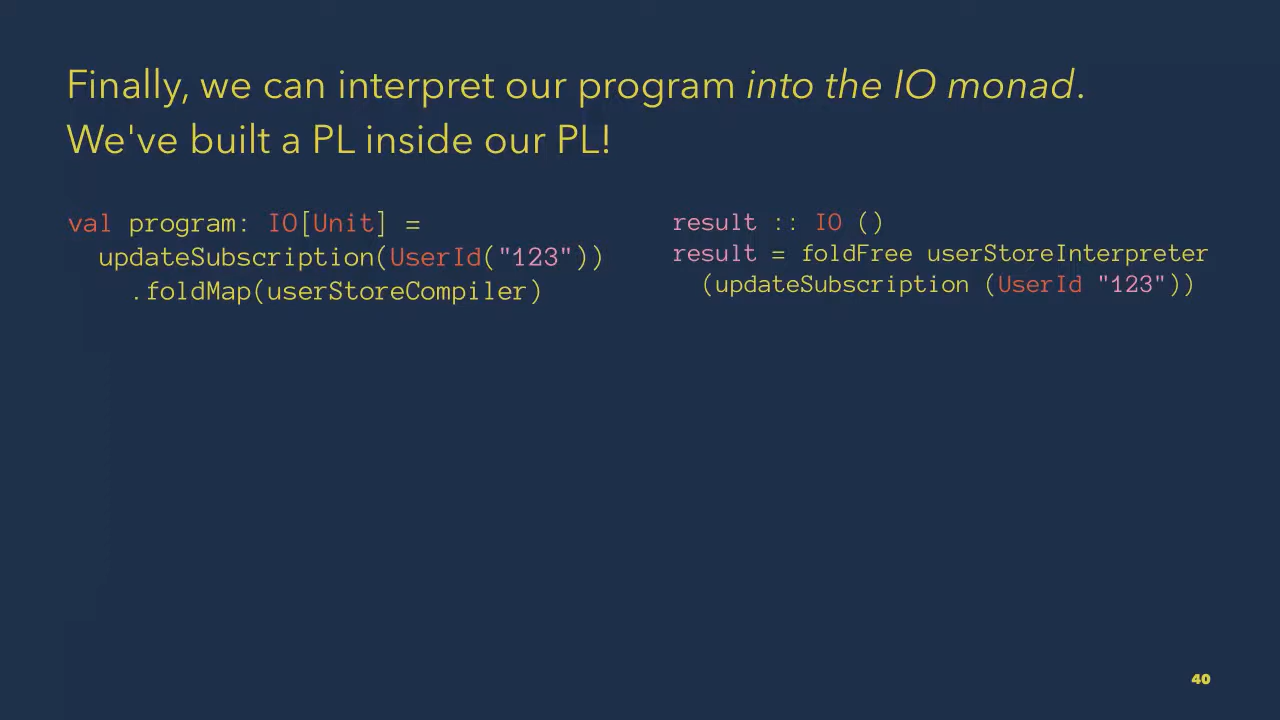 Finally, we can interpret our program into the IO monad.
We've built a PL inside our PL!
val program: IO[Unit] =
  updateSubscription(UserId("123"))
    .foldMap(userStoreCompiler)
result :: IO ()
result = foldFree userStoreInterpreter
  (updateSubscription (UserId "123"))
40